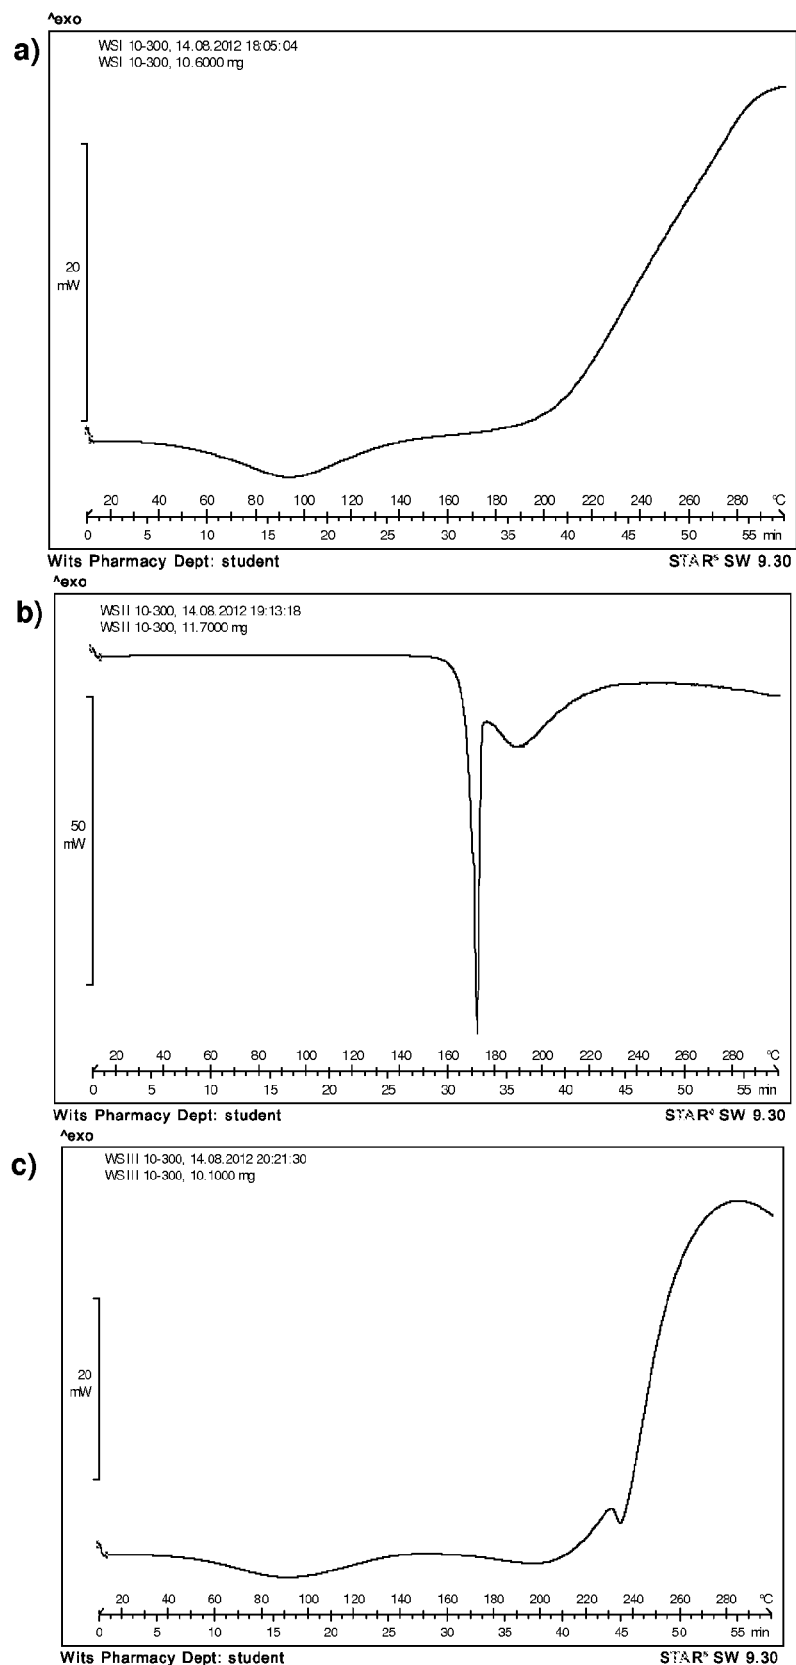 ^exo
a)
WSI 10-300, 14.08.2012 18:05:04
WSI 10-300, 10.6000 mg
20
mW
20 40 60 80 100 120 140 160 180 200 220 240 260 280 °C
0 5 10 15 20 25 30 35 40 45 50 55 min
Wits Pharmacy Dept: student STARᵉ SW 9.30
^exo
b)
WSII 10-300, 14.08.2012 19:13:18
WSII 10-300, 11.7000 mg
50
mW
20 40 60 80 100 120 140 160 180 200 220 240 260 280 °C
0 5 10 15 20 25 30 35 40 45 50 55 min
Wits Pharmacy Dept: student STARᵉ SW 9.30
^exo
c)
WSIII 10-300, 14.08.2012 20:21:30
WSIII 10-300, 10.1000 mg
20
mW
20 40 60 80 100 120 140 160 180 200 220 240 260 280 °C
0 5 10 15 20 25 30 35 40 45 50 55 min
Wits Pharmacy Dept: student STARᵉ SW 9.30